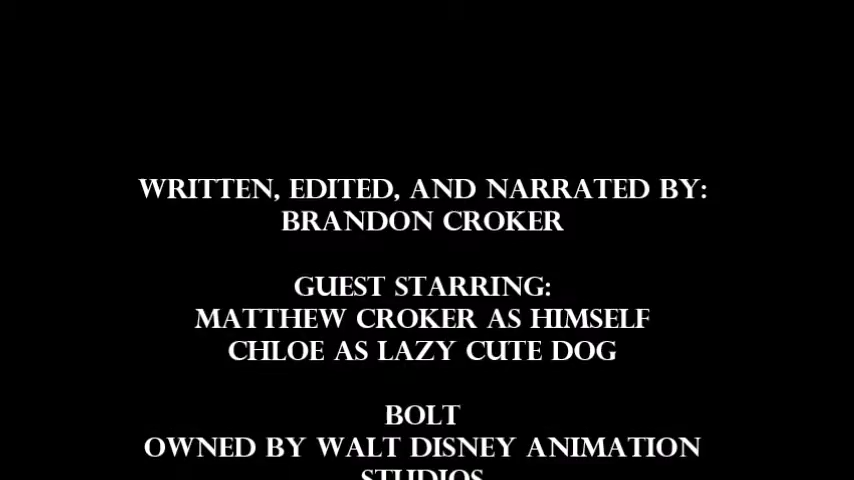 WRITTEN, EDITED, AND NARRATED BY:
BRANDON CROKER
GUEST STARRING:
MATTHEW CROKER AS HIMSELF
CHLOE AS LAZY CUTE DOG
BOLT
OWNED BY WALT DISNEY ANIMATION
STUDIOS